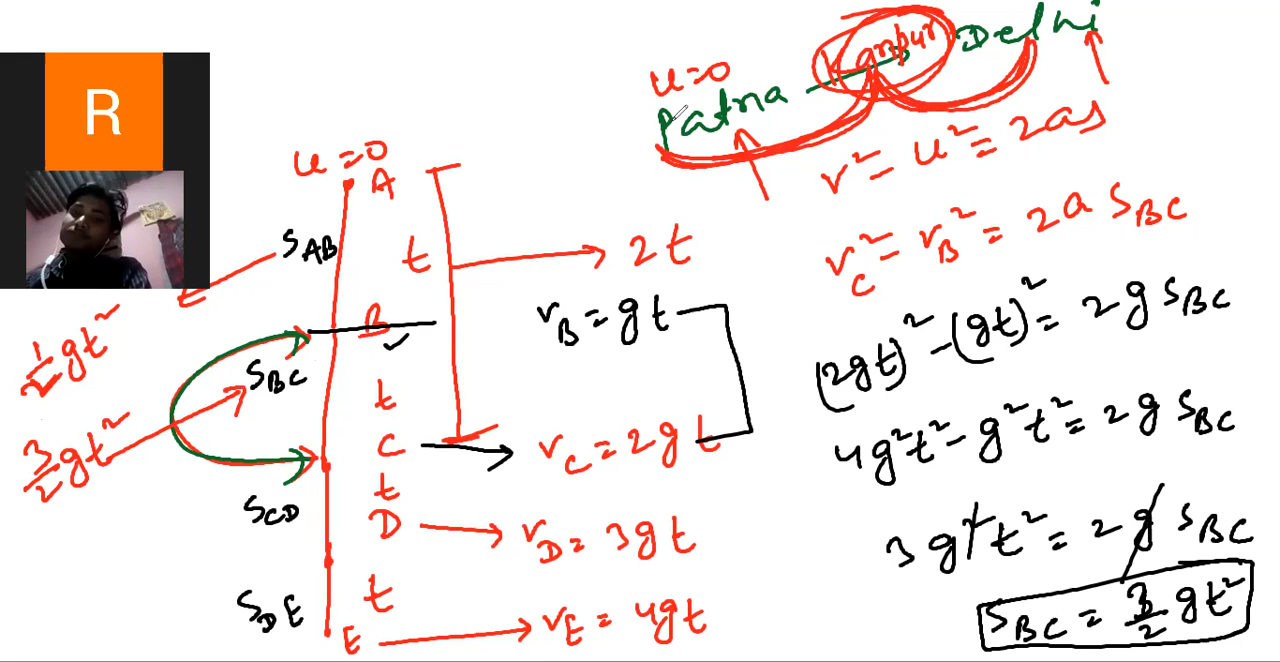 R
Patna → Kanpur Delhi
u=0
v² - u² = 2as
v_C² - v_B² = 2a S_BC
(2gt)² - (gt)² = 2g S_BC
4g²t² - g²t² = 2g S_BC
3g²t² = 2g S_BC
S_BC = 3/2 gt²
u=0
A
S_AB
t
→ 2t
1/2 gt²
B
v_B = gt
S_BC
t
3/2 gt²
C → v_C = 2gt
t
S_CD
D → v_D = 3gt
t
S_DE
E → v_E = 4gt